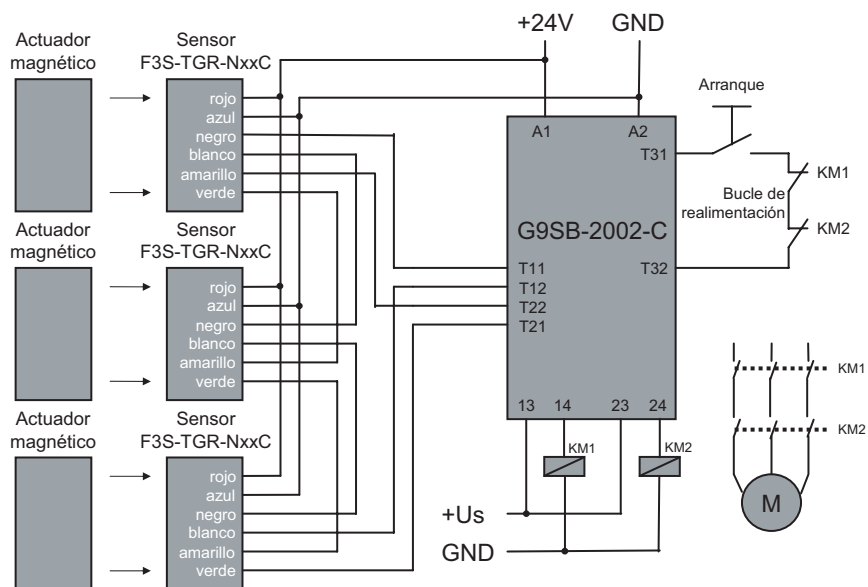 +24V
GND
Actuador
magnético
Sensor
F3S-TGR-NxxC
rojo
azul
negro
blanco
amarillo
verde
Actuador
magnético
Sensor
F3S-TGR-NxxC
rojo
azul
negro
blanco
amarillo
verde
Actuador
magnético
Sensor
F3S-TGR-NxxC
rojo
azul
negro
blanco
amarillo
verde
A1
A2
T31
G9SB-2002-C
T11
T12
T22
T21
T32
13
14
23
24
Arranque
KM1
Bucle de
realimentación
KM2
KM1
KM2
+Us
GND
KM1
KM2
M